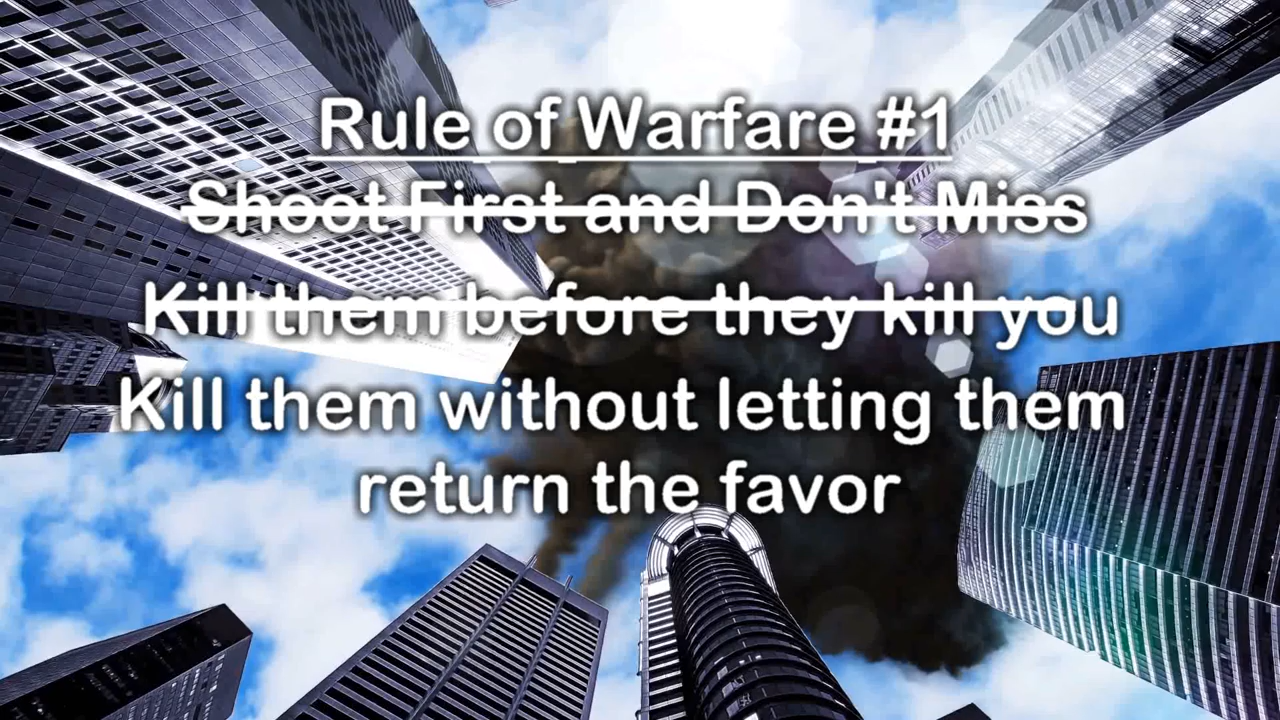 Rule of Warfare #1
Shoot First and Don't Miss
Kill them before they kill you
Kill them without letting them
return the favor